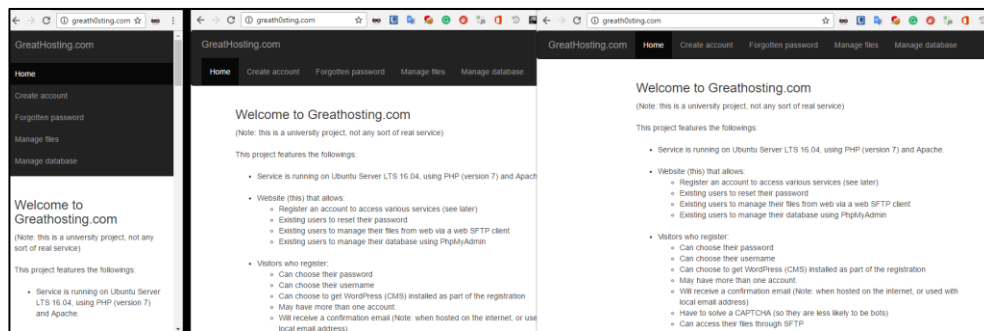 greath0sting.com
GreatHosting.com
Home
Create account
Forgotten password
Manage files
Manage database
Welcome to
Greathosting.com
(Note: this is a university project, not any
sort of real service)
This project features the followings:
Service is running on Ubuntu Server
LTS 16.04, using PHP (version 7)
and Apache.
greath0sting.com
GreatHosting.com
Home Create account Forgotten password Manage files Manage database
Welcome to Greathosting.com
(Note: this is a university project, not any sort of real service)
This project features the followings:
Service is running on Ubuntu Server LTS 16.04, using PHP (version 7) and Apach
Website (this) that allows:
Register an account to access various services (see later)
Existing users to reset their password
Existing users to manage their files from web via a web SFTP client
Existing users to manage their database using PhpMyAdmin
Visitors who register:
Can choose their password
Can choose their username
Can choose to get WordPress (CMS) installed as part of the registration
May have more than one account.
Will receive a confirmation email (Note: when hosted on the internet, or use
local email address)
greath0sting.com
GreatHosting.com Home Create account Forgotten password Manage files Manage database
Welcome to Greathosting.com
(Note: this is a university project, not any sort of real service)
This project features the followings:
Service is running on Ubuntu Server LTS 16.04, using PHP (version 7) and Apache.
Website (this) that allows:
Register an account to access various services (see later)
Existing users to reset their password
Existing users to manage their files from web via a web SFTP client
Existing users to manage their database using PhpMyAdmin
Visitors who register:
Can choose their password
Can choose their username
Can choose to get WordPress (CMS) installed as part of the registration
May have more than one account.
Will receive a confirmation email (Note: when hosted on the internet, or used with
local email address)
Have to solve a CAPTCHA (so they are less likely to be bots)
Can access their files through SFTP